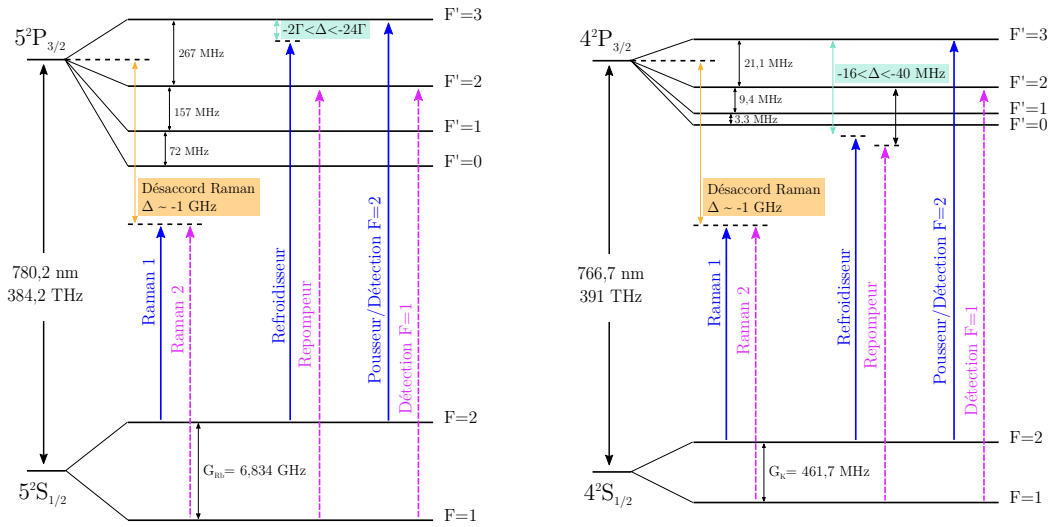 5²P₃/₂
F'=3
-2Γ<Δ<-24Γ
267 MHz
F'=2
157 MHz
F'=1
72 MHz
F'=0
Désaccord Raman
Δ ~ -1 GHz
780,2 nm
384,2 THz
Raman 1
Raman 2
Refroidisseur
Repompeur
Pousseur/Détection F=2
Détection F=1
F=2
G_Rb= 6,834 GHz
5²S₁/₂
F=1
4²P₃/₂
F'=3
21,1 MHz
-16<Δ<-40 MHz
F'=2
9,4 MHz
F'=1
3.3 MHz
F'=0
Désaccord Raman
Δ ~ -1 GHz
766,7 nm
391 THz
Raman 1
Raman 2
Refroidisseur
Repompeur
Pousseur/Détection F=2
Détection F=1
F=2
G_K= 461,7 MHz
4²S₁/₂
F=1